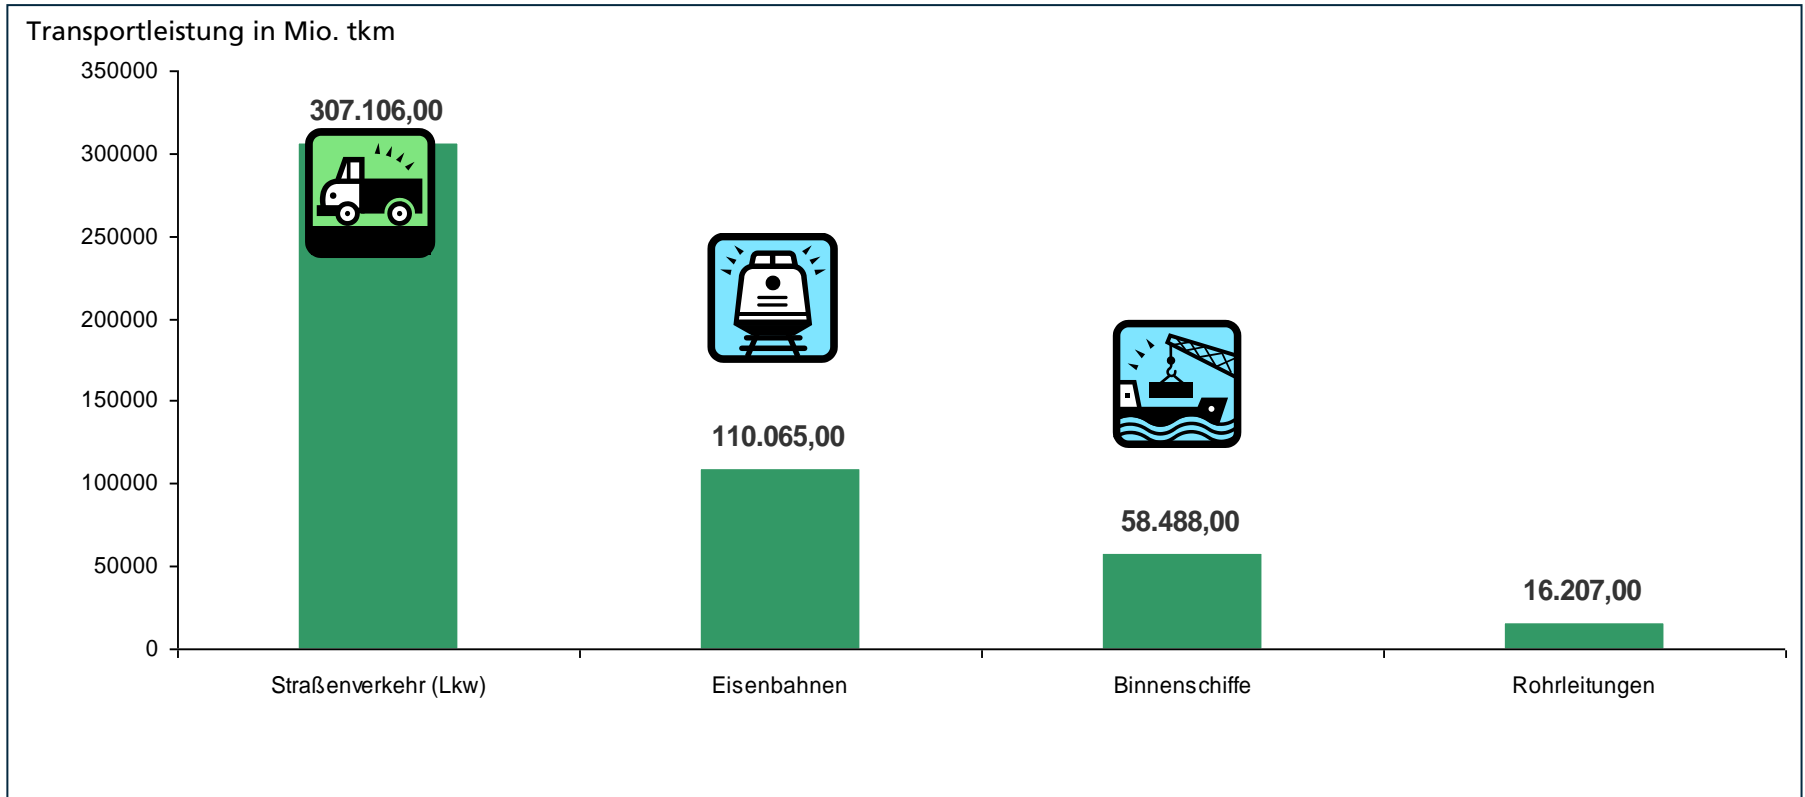 Transportleistung in Mio. tkm
350000
300000
250000
200000
150000
100000
50000
0
307.106,00
110.065,00
58.488,00
16.207,00
Straßenverkehr (Lkw)
Eisenbahnen
Binnenschiffe
Rohrleitungen